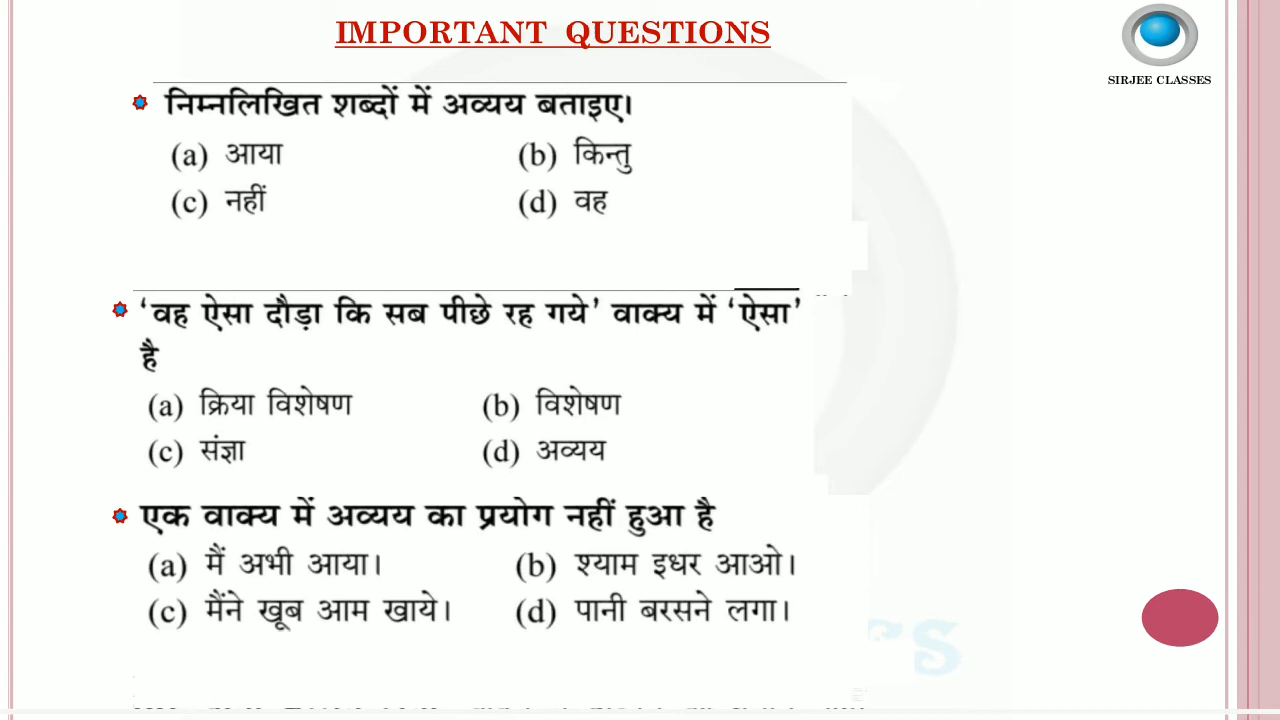 IMPORTANT QUESTIONS
SIRJEE CLASSES
निम्नलिखित शब्दों में अव्यय बताइए।
(a) आया (b) किन्तु
(c) नहीं (d) वह
‘वह ऐसा दौड़ा कि सब पीछे रह गये’ वाक्य में ‘ऐसा’
है
(a) क्रिया विशेषण (b) विशेषण
(c) संज्ञा (d) अव्यय
एक वाक्य में अव्यय का प्रयोग नहीं हुआ है
(a) मैं अभी आया। (b) श्याम इधर आओ।
(c) मैंने खूब आम खाये। (d) पानी बरसने लगा।